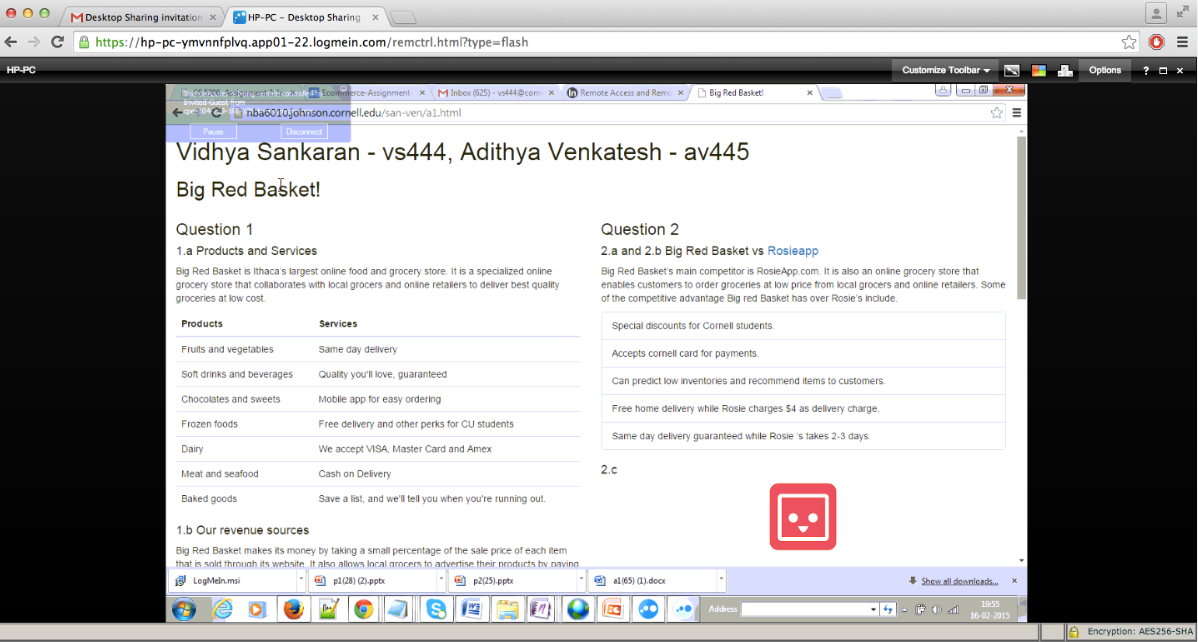 Desktop Sharing invitation
HP-PC - Desktop Sharing
https://hp-pc-ymvnnfplvq.app01-22.logmein.com/remctrl.html?type=flash
HP-PC
Customize Toolbar
Options
?
Ecommerce-Assignment
Inbox (625) - vs444@corn
Remote Access and Remo
Big Red Basket!
Invited Guest from
nba6010.johnson.cornell.edu/san-ven/a1.html
Pause
Disconnect
Vidhya Sankaran - vs444, Adithya Venkatesh - av445
Big Red Basket!
Question 1
1.a Products and Services
Big Red Basket is Ithaca's largest online food and grocery store. It is a specialized online
grocery store that collaborates with local grocers and online retailers to deliver best quality
groceries at low cost.
Products Services
Fruits and vegetables Same day delivery
Soft drinks and beverages Quality you'll love, guaranteed
Chocolates and sweets Mobile app for easy ordering
Frozen foods Free delivery and other perks for CU students
Dairy We accept VISA, Master Card and Amex
Meat and seafood Cash on Delivery
Baked goods Save a list, and we'll tell you when you're running out.
1.b Our revenue sources
Big Red Basket makes its money by taking a small percentage of the sale price of each item
that is sold through its website. It also allows local grocers to advertise their products by paying
Question 2
2.a and 2.b Big Red Basket vs Rosieapp
Big Red Basket's main competitor is RosieApp.com. It is also an online grocery store that
enables customers to order groceries at low price from local grocers and online retailers. Some
of the competitive advantage Big red Basket has over Rosie's include.
Special discounts for Cornell students.
Accepts cornell card for payments.
Can predict low inventories and recommend items to customers.
Free home delivery while Rosie charges $4 as delivery charge.
Same day delivery guaranteed while Rosie 's takes 2-3 days.
2.c
LogMeIn.msi
p1(28) (2).pptx
p2(25).pptx
a1(65) (1).docx
Show all downloads...
Address
19:55
16-02-2015
Encryption: AES256-SHA